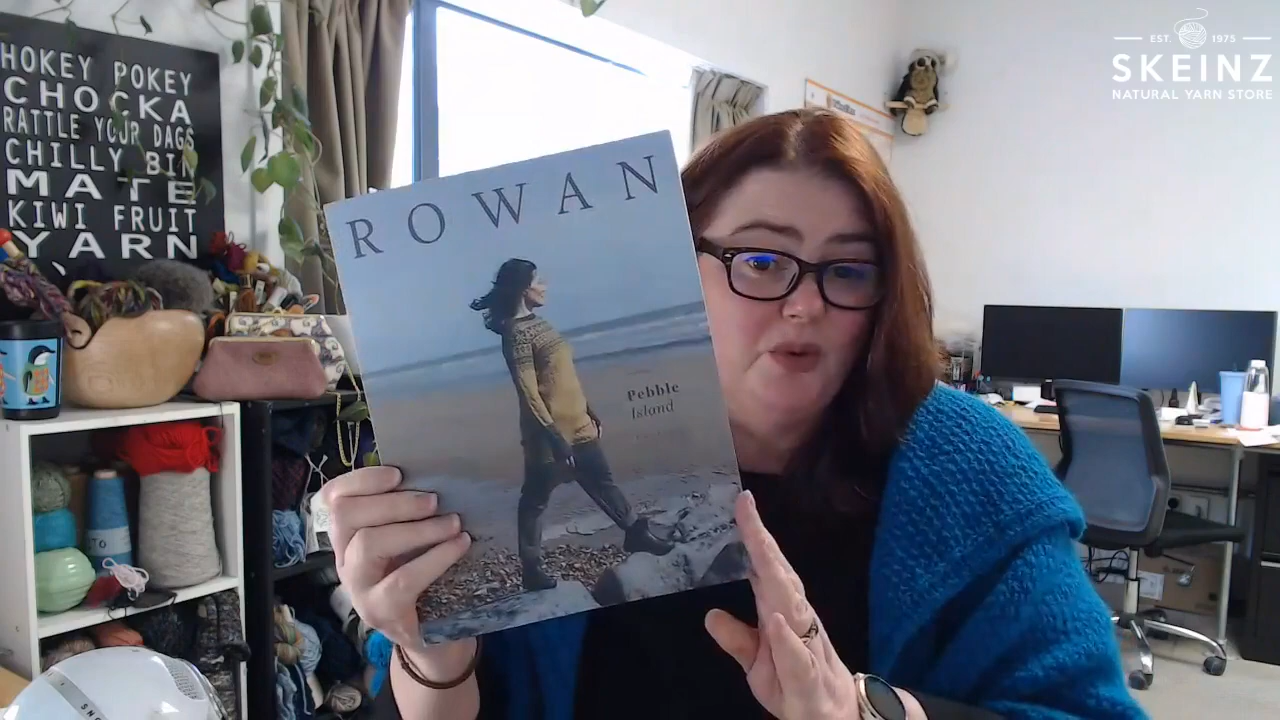 HOKEY POKEY
CHOCKA
RATTLE YOUR DAGS
CHILLY BIN
MATE
KIWI FRUIT
YARN
ROWAN
Pebble
Island
EST. 1975
SKEINZ
NATURAL YARN STORE